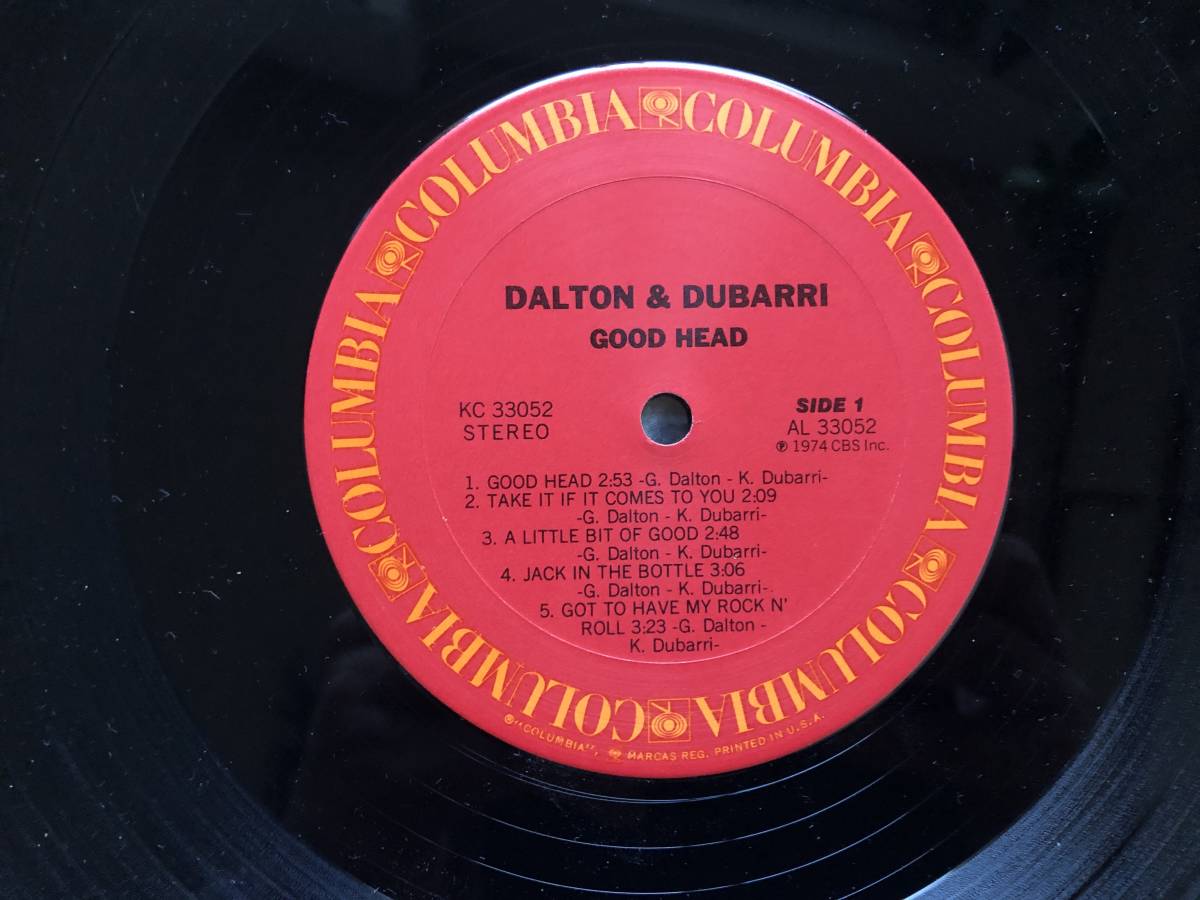 COLUMBIA COLUMBIA COLUMBIA COLUMBIA COLUMBIA COLUMBIA
DALTON & DUBARRI
GOOD HEAD
KC 33052
STEREO
SIDE 1
AL 33052
℗ 1974 CBS Inc.
1. GOOD HEAD 2:53 -G. Dalton - K. Dubarri-
2. TAKE IT IF IT COMES TO YOU 2:09
-G. Dalton - K. Dubarri-
3. A LITTLE BIT OF GOOD 2:48
-G. Dalton - K. Dubarri-
4. JACK IN THE BOTTLE 3:06
-G. Dalton - K. Dubarri-
5. GOT TO HAVE MY ROCK N'
ROLL 3:23 -G. Dalton -
K. Dubarri-
®"COLUMBIA", MARCAS REG. PRINTED IN U.S.A.